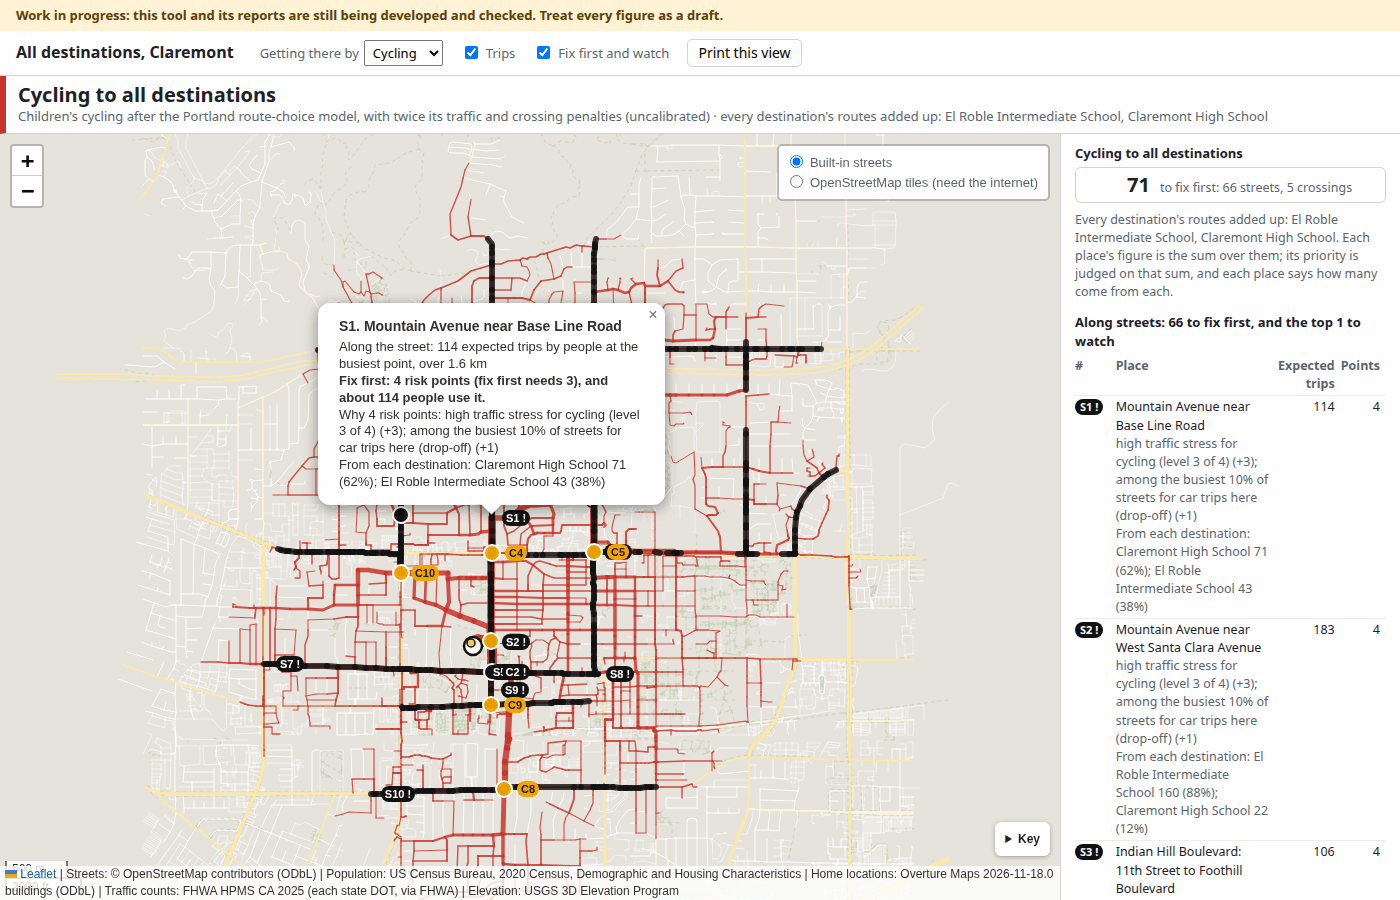 Work in progress: this tool and its reports are still being developed and checked. Treat every figure as a draft.
All destinations, Claremont
Getting there by
Cycling
Trips
Fix first and watch
Print this view
Cycling to all destinations
Children's cycling after the Portland route-choice model, with twice its traffic and crossing penalties (uncalibrated) · every destination's routes added up: El Roble Intermediate School, Claremont High School
+
−
Built-in streets
OpenStreetMap tiles (need the internet)
×
S1. Mountain Avenue near Base Line Road
Along the street: 114 expected trips by people at the
busiest point, over 1.6 km
Fix first: 4 risk points (fix first needs 3), and
about 114 people use it.
Why 4 risk points: high traffic stress for cycling (level
3 of 4) (+3); among the busiest 10% of streets for
car trips here (drop-off) (+1)
From each destination: Claremont High School 71
(62%); El Roble Intermediate School 43 (38%)
S1 !
C4
C5
C10
S2 !
S7 !
C2 !
S8 !
S9 !
C9
C8
S10 !
Key
Leaflet | Streets: © OpenStreetMap contributors (ODbL) | Population: US Census Bureau, 2020 Census, Demographic and Housing Characteristics | Home locations: Overture Maps 2026-11-18.0
buildings (ODbL) | Traffic counts: FHWA HPMS CA 2025 (each state DOT, via FHWA) | Elevation: USGS 3D Elevation Program
Cycling to all destinations
71 to fix first: 66 streets, 5 crossings
Every destination's routes added up: El Roble
Intermediate School, Claremont High School. Each
place's figure is the sum over them; its priority is
judged on that sum, and each place says how many
come from each.
Along streets: 66 to fix first, and the top 1 to
watch
# Place Expected trips Points
S1 ! Mountain Avenue near 114 4
Base Line Road
high traffic stress for
cycling (level 3 of 4) (+3);
among the busiest 10% of
streets for car trips here
(drop-off) (+1)
From each destination:
Claremont High School 71
(62%); El Roble
Intermediate School 43
(38%)
S2 ! Mountain Avenue near 183 4
West Santa Clara Avenue
high traffic stress for
cycling (level 3 of 4) (+3);
among the busiest 10% of
streets for car trips here
(drop-off) (+1)
From each destination: El
Roble Intermediate
School 160 (88%);
Claremont High School 22
(12%)
S3 ! Indian Hill Boulevard: 106 4
11th Street to Foothill
Boulevard